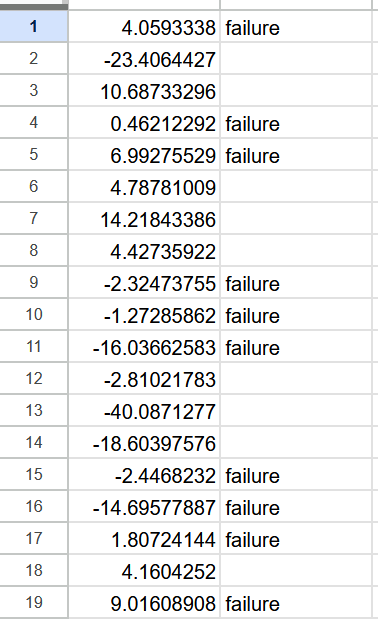 1 4.0593338 failure
2 -23.4064427
3 10.68733296
4 0.46212292 failure
5 6.99275529 failure
6 4.78781009
7 14.21843386
8 4.42735922
9 -2.32473755 failure
10 -1.27285862 failure
11 -16.03662583 failure
12 -2.81021783
13 -40.0871277
14 -18.60397576
15 -2.4468232 failure
16 -14.69577887 failure
17 1.80724144 failure
18 4.1604252
19 9.01608908 failure